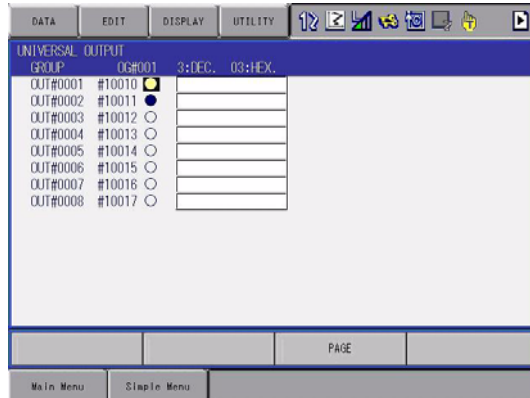 DATA EDIT DISPLAY UTILITY
UNIVERSAL OUTPUT
GROUP OG#001 3:DEC. 03:HEX.
OUT#0001 #10010
OUT#0002 #10011
OUT#0003 #10012
OUT#0004 #10013
OUT#0005 #10014
OUT#0006 #10015
OUT#0007 #10016
OUT#0008 #10017
PAGE
Main Menu Simple Menu